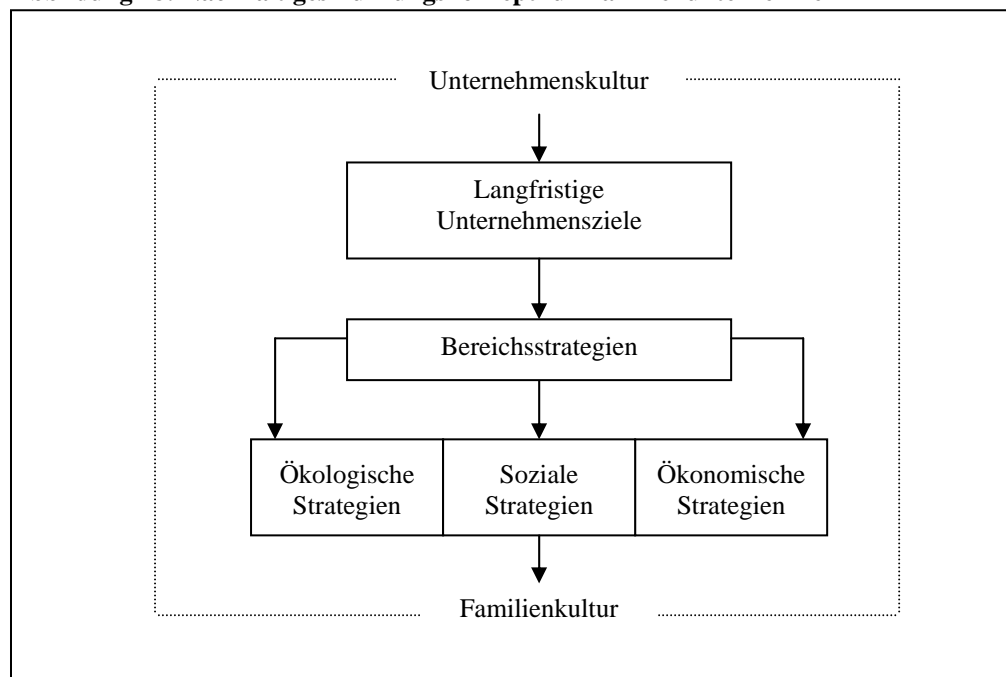 Unternehmenskultur
Langfristige
Unternehmensziele
Bereichsstrategien
Ökologische
Strategien
Soziale
Strategien
Ökonomische
Strategien
Familienkultur